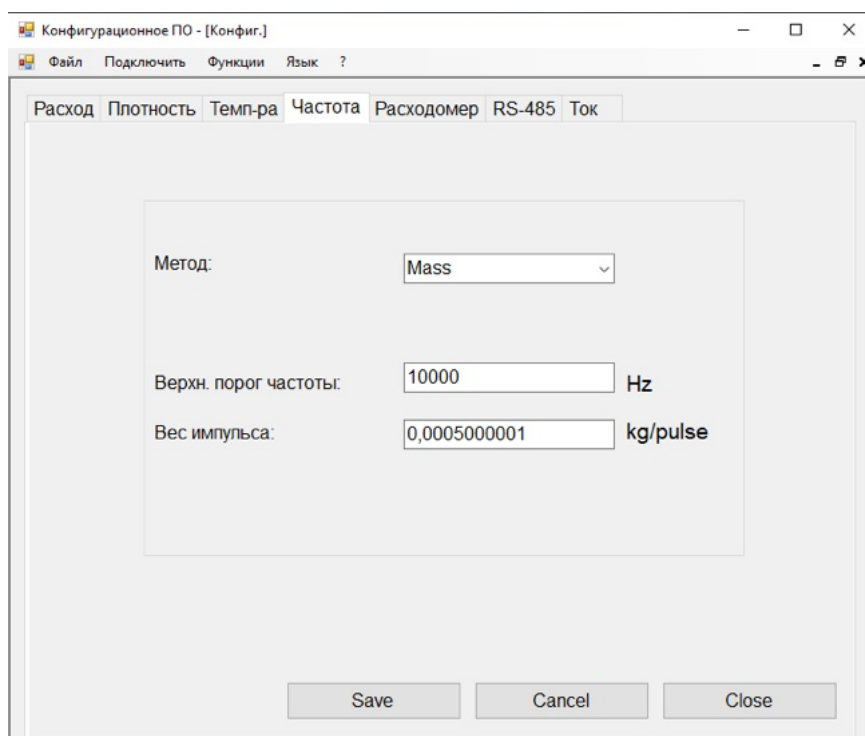 Конфигурационное ПО - [Конфиг.]
Файл Подключить Функции Язык ?
Расход Плотность Темп-ра Частота Расходомер RS-485 Ток
Метод: Mass
Верхн. порог частоты: 10000 Hz
Вес импульса: 0,0005000001 kg/pulse
Save Cancel Close